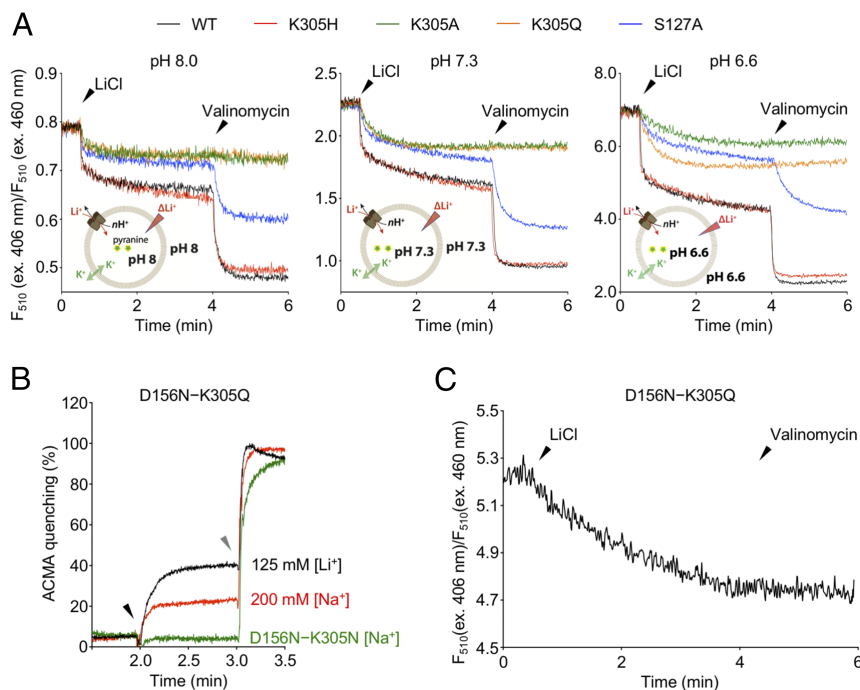 A
WT K305H K305A K305Q S127A
pH 8.0 pH 7.3 pH 6.6
F510 (ex. 406 nm)/F510 (ex. 460 nm)
0.9
0.8
0.7
0.6
0.5
LiCl
Valinomycin
Li⁺
nH⁺
ΔLi⁺
pyranine
pH 8
pH 8
K⁺
K⁺
0 2 4 6
Time (min)
2.5
2.0
1.5
1.0
LiCl
Valinomycin
Li⁺
nH⁺
ΔLi⁺
pH 7.3
pH 7.3
K⁺
K⁺
0 2 4 6
Time (min)
8.0
6.0
4.0
2.0
LiCl
Valinomycin
Li⁺
nH⁺
ΔLi⁺
pH 6.6
pH 6.6
K⁺
K⁺
0 2 4 6
Time (min)
B
D156N−K305Q
ACMA quenching (%)
120
100
80
60
40
20
0
125 mM [Li⁺]
200 mM [Na⁺]
D156N−K305N [Na⁺]
2.0 3.0 3.5
Time (min)
C
D156N−K305Q
F510(ex. 406 nm)/F510(ex. 460 nm)
5.5
5.3
5.1
4.9
4.7
4.5
LiCl
Valinomycin
0 2 4 6
Time (min)